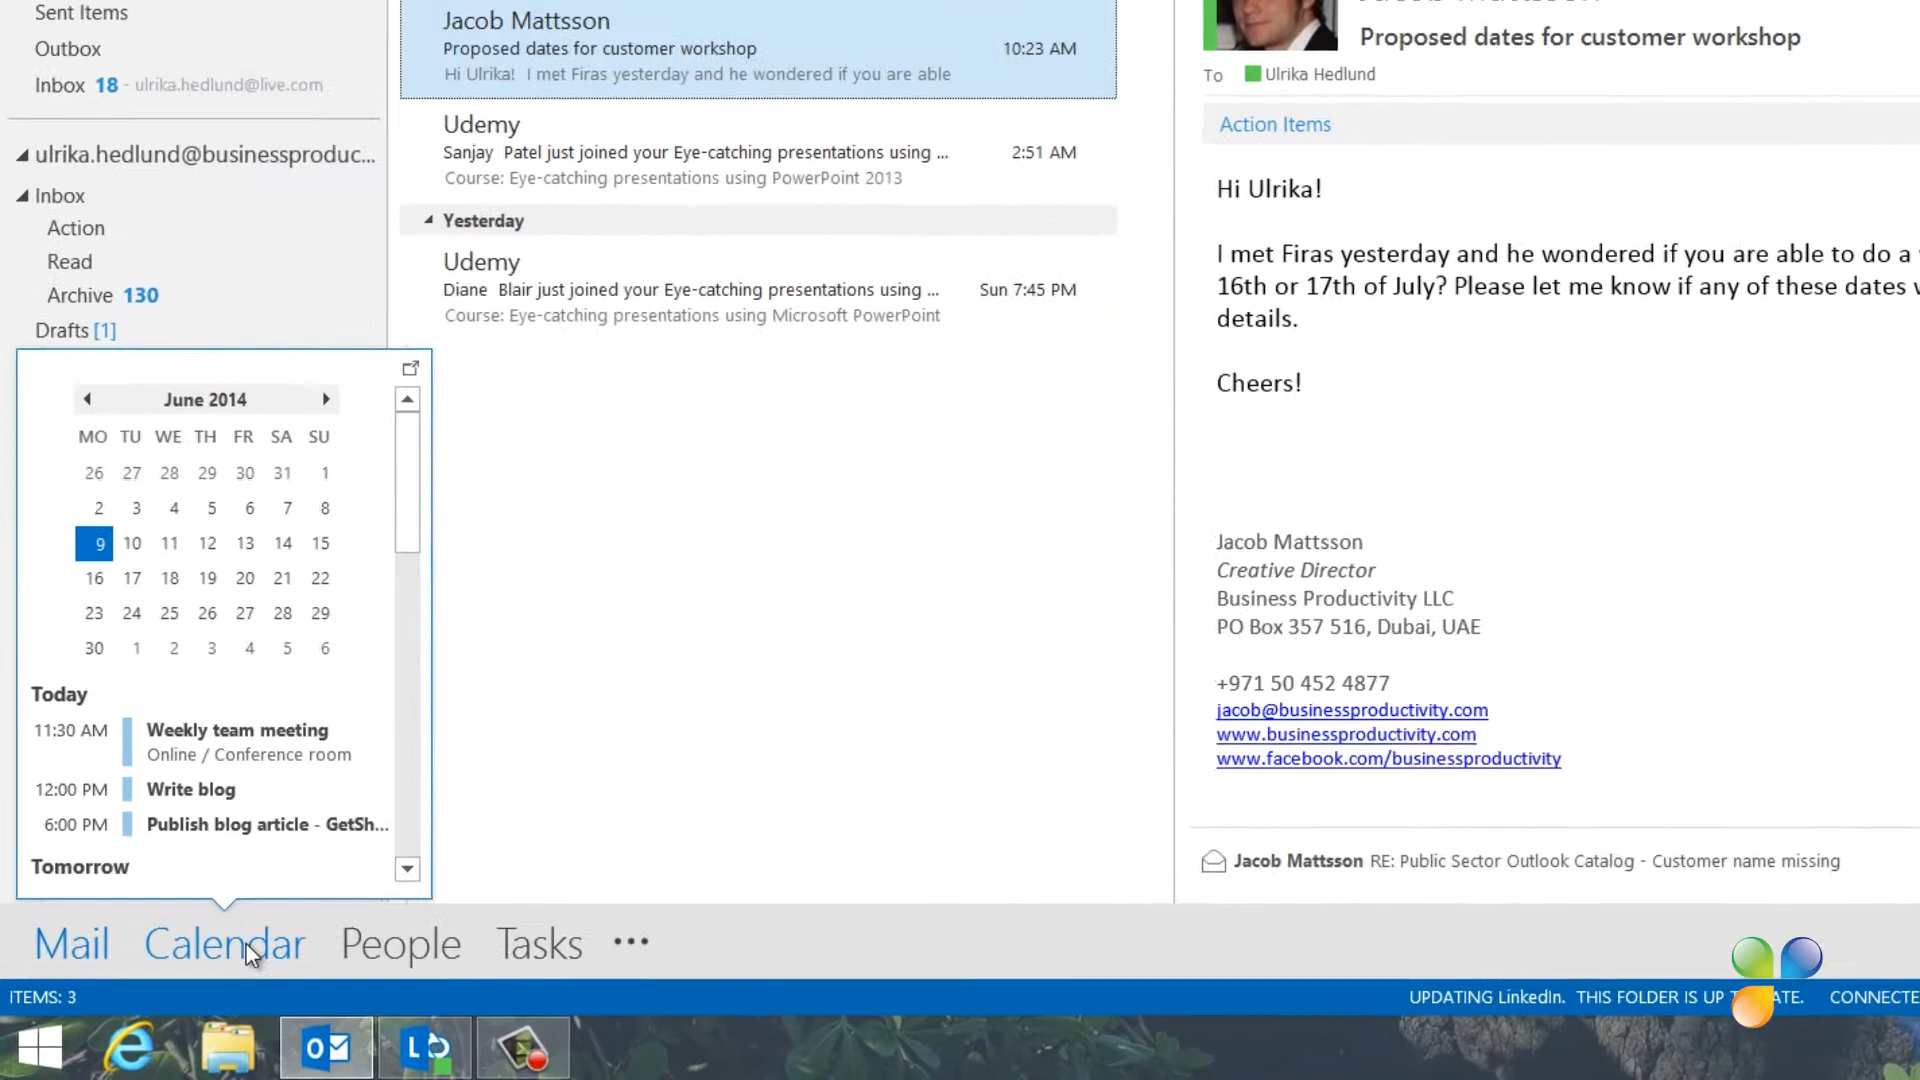 Sent Items
Outbox
Inbox 18 - ulrika.hedlund@live.com
ulrika.hedlund@businessproduc...
Inbox
Action
Read
Archive 130
Drafts [1]
June 2014
MO TU WE TH FR SA SU
26 27 28 29 30 31 1
2 3 4 5 6 7 8
9 10 11 12 13 14 15
16 17 18 19 20 21 22
23 24 25 26 27 28 29
30 1 2 3 4 5 6
Today
11:30 AM Weekly team meeting
Online / Conference room
12:00 PM Write blog
6:00 PM Publish blog article - GetSh...
Tomorrow
Jacob Mattsson
Proposed dates for customer workshop 10:23 AM
Hi Ulrika! I met Firas yesterday and he wondered if you are able
Udemy
Sanjay Patel just joined your Eye-catching presentations using ... 2:51 AM
Course: Eye-catching presentations using PowerPoint 2013
Yesterday
Udemy
Diane Blair just joined your Eye-catching presentations using ... Sun 7:45 PM
Course: Eye-catching presentations using Microsoft PowerPoint
Proposed dates for customer workshop
To Ulrika Hedlund
Action Items
Hi Ulrika!
I met Firas yesterday and he wondered if you are able to do a
16th or 17th of July? Please let me know if any of these dates
details.
Cheers!
Jacob Mattsson
Creative Director
Business Productivity LLC
PO Box 357 516, Dubai, UAE
+971 50 452 4877
jacob@businessproductivity.com
www.businessproductivity.com
www.facebook.com/businessproductivity
Jacob Mattsson RE: Public Sector Outlook Catalog - Customer name missing
Mail Calendar People Tasks ...
ITEMS: 3
UPDATING LinkedIn. THIS FOLDER IS UP CONNECTE